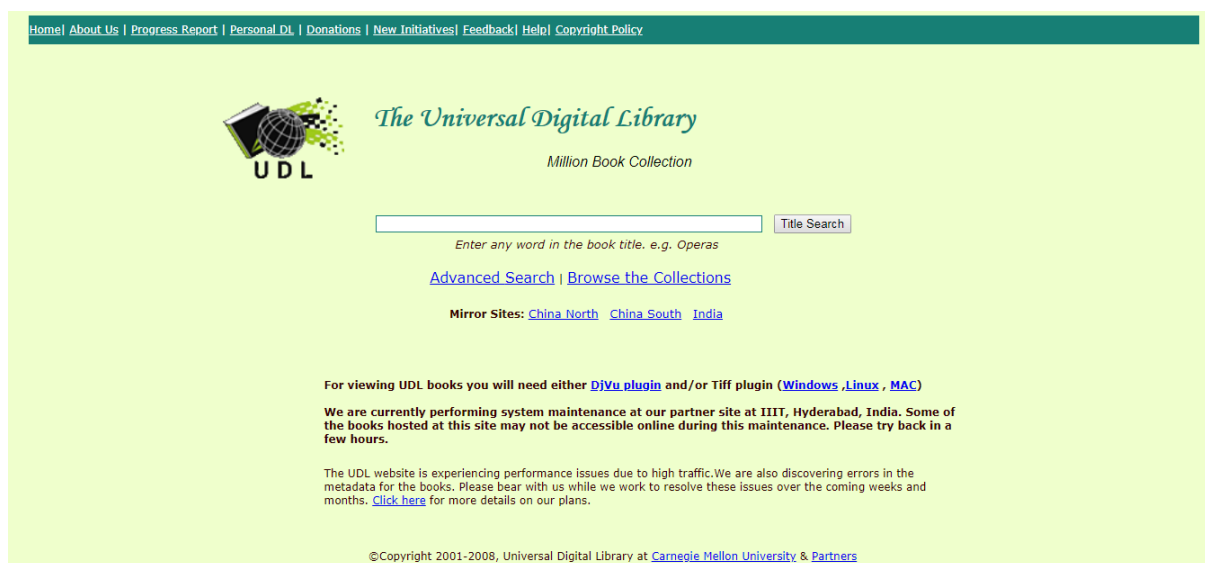 Home| About Us | Progress Report | Personal DL | Donations | New Initiatives| Feedback| Help| Copyright Policy
UDL
The Universal Digital Library
Million Book Collection
Title Search
Enter any word in the book title. e.g. Operas
Advanced Search | Browse the Collections
Mirror Sites: China North China South India
For viewing UDL books you will need either DjVu plugin and/or Tiff plugin (Windows ,Linux , MAC)
We are currently performing system maintenance at our partner site at IIIT, Hyderabad, India. Some of
the books hosted at this site may not be accessible online during this maintenance. Please try back in a
few hours.
The UDL website is experiencing performance issues due to high traffic.We are also discovering errors in the
metadata for the books. Please bear with us while we work to resolve these issues over the coming weeks and
months. Click here for more details on our plans.
©Copyright 2001-2008, Universal Digital Library at Carnegie Mellon University & Partners